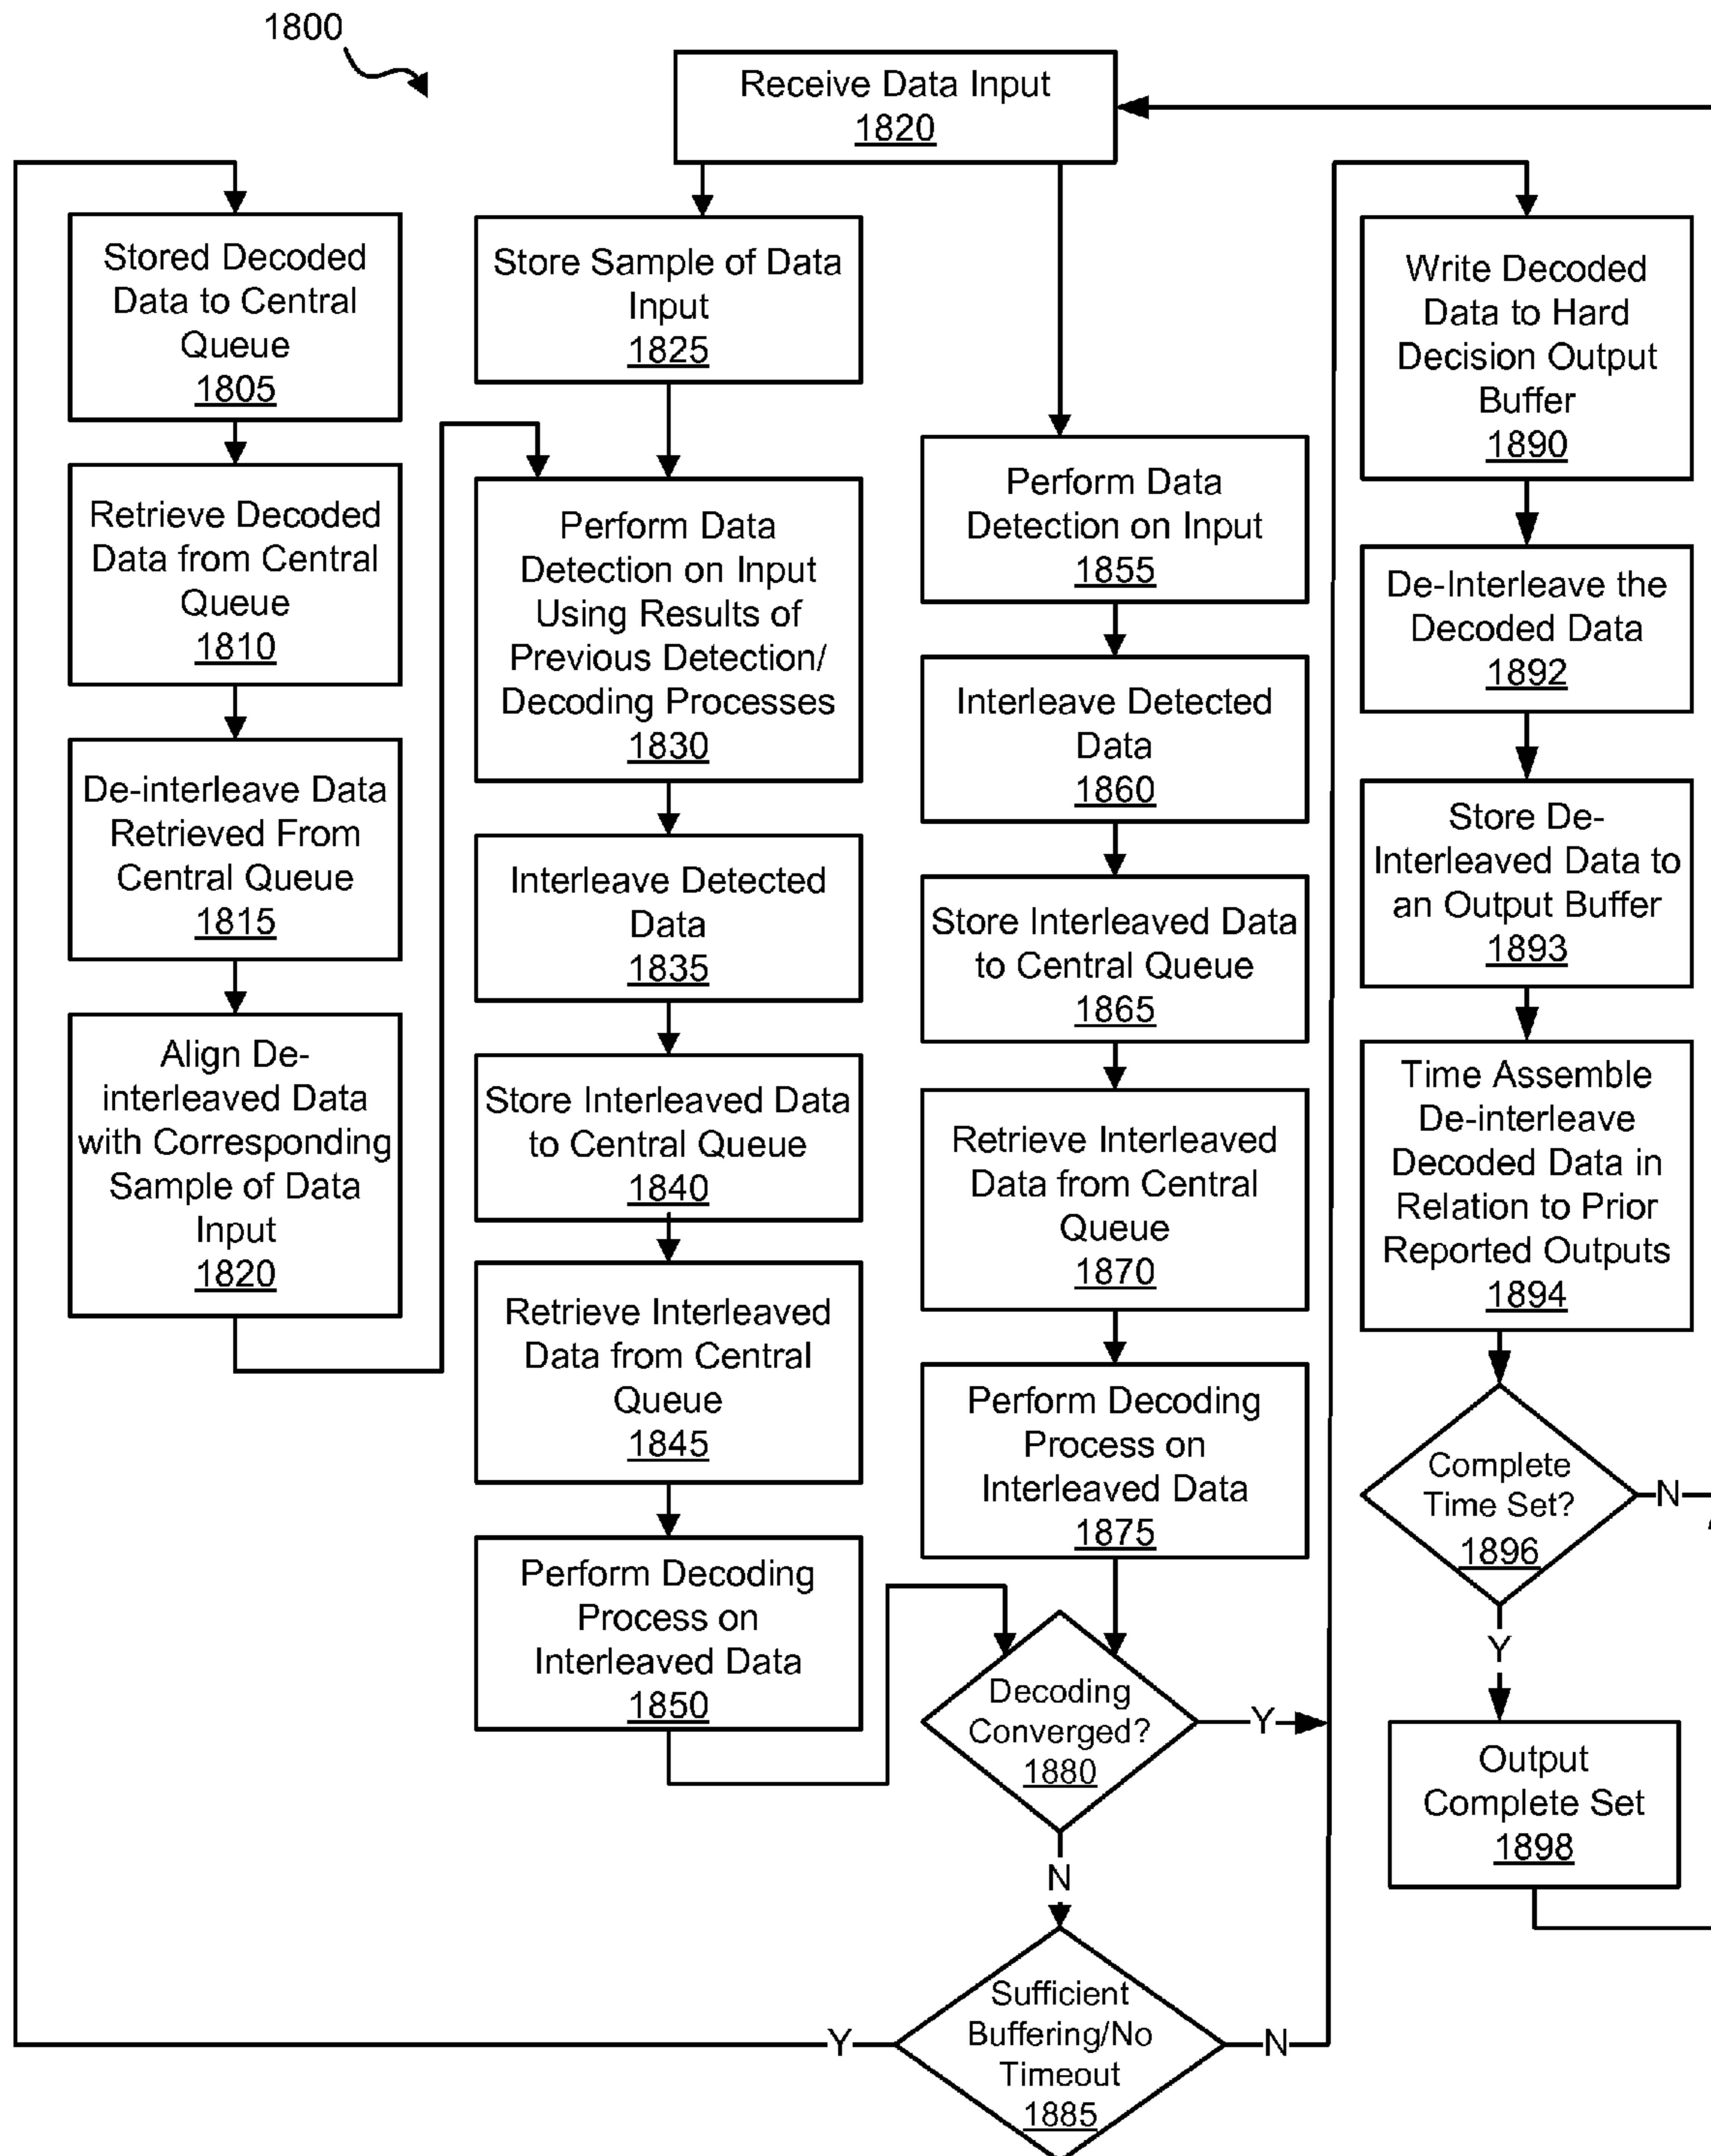 1800
Receive Data Input
1820
Stored Decoded
Data to Central
Queue
1805
Retrieve Decoded
Data from Central
Queue
1810
De-interleave Data
Retrieved From
Central Queue
1815
Align De-
interleaved Data
with Corresponding
Sample of Data
Input
1820
Store Sample of Data
Input
1825
Perform Data
Detection on Input
Using Results of
Previous Detection/
Decoding Processes
1830
Interleave Detected
Data
1835
Store Interleaved Data
to Central Queue
1840
Retrieve Interleaved
Data from Central
Queue
1845
Perform Decoding
Process on
Interleaved Data
1850
Perform Data
Detection on Input
1855
Interleave Detected
Data
1860
Store Interleaved Data
to Central Queue
1865
Retrieve Interleaved
Data from Central
Queue
1870
Perform Decoding
Process on
Interleaved Data
1875
Decoding
Converged?
1880
Y
N
Sufficient
Buffering/No
Timeout
1885
Y
N
Write Decoded
Data to Hard
Decision Output
Buffer
1890
De-Interleave the
Decoded Data
1892
Store De-
Interleaved Data to
an Output Buffer
1893
Time Assemble
De-interleave
Decoded Data in
Relation to Prior
Reported Outputs
1894
Complete
Time Set?
1896
N
Y
Output
Complete Set
1898